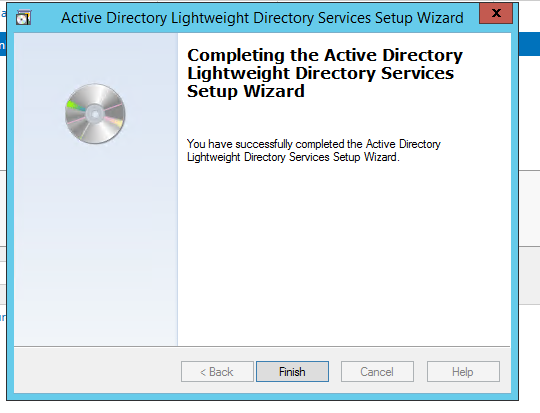 Active Directory Lightweight Directory Services Setup Wizard
x
Completing the Active Directory
Lightweight Directory Services
Setup Wizard
You have successfully completed the Active Directory
Lightweight Directory Services Setup Wizard.
< Back
Finish
Cancel
Help